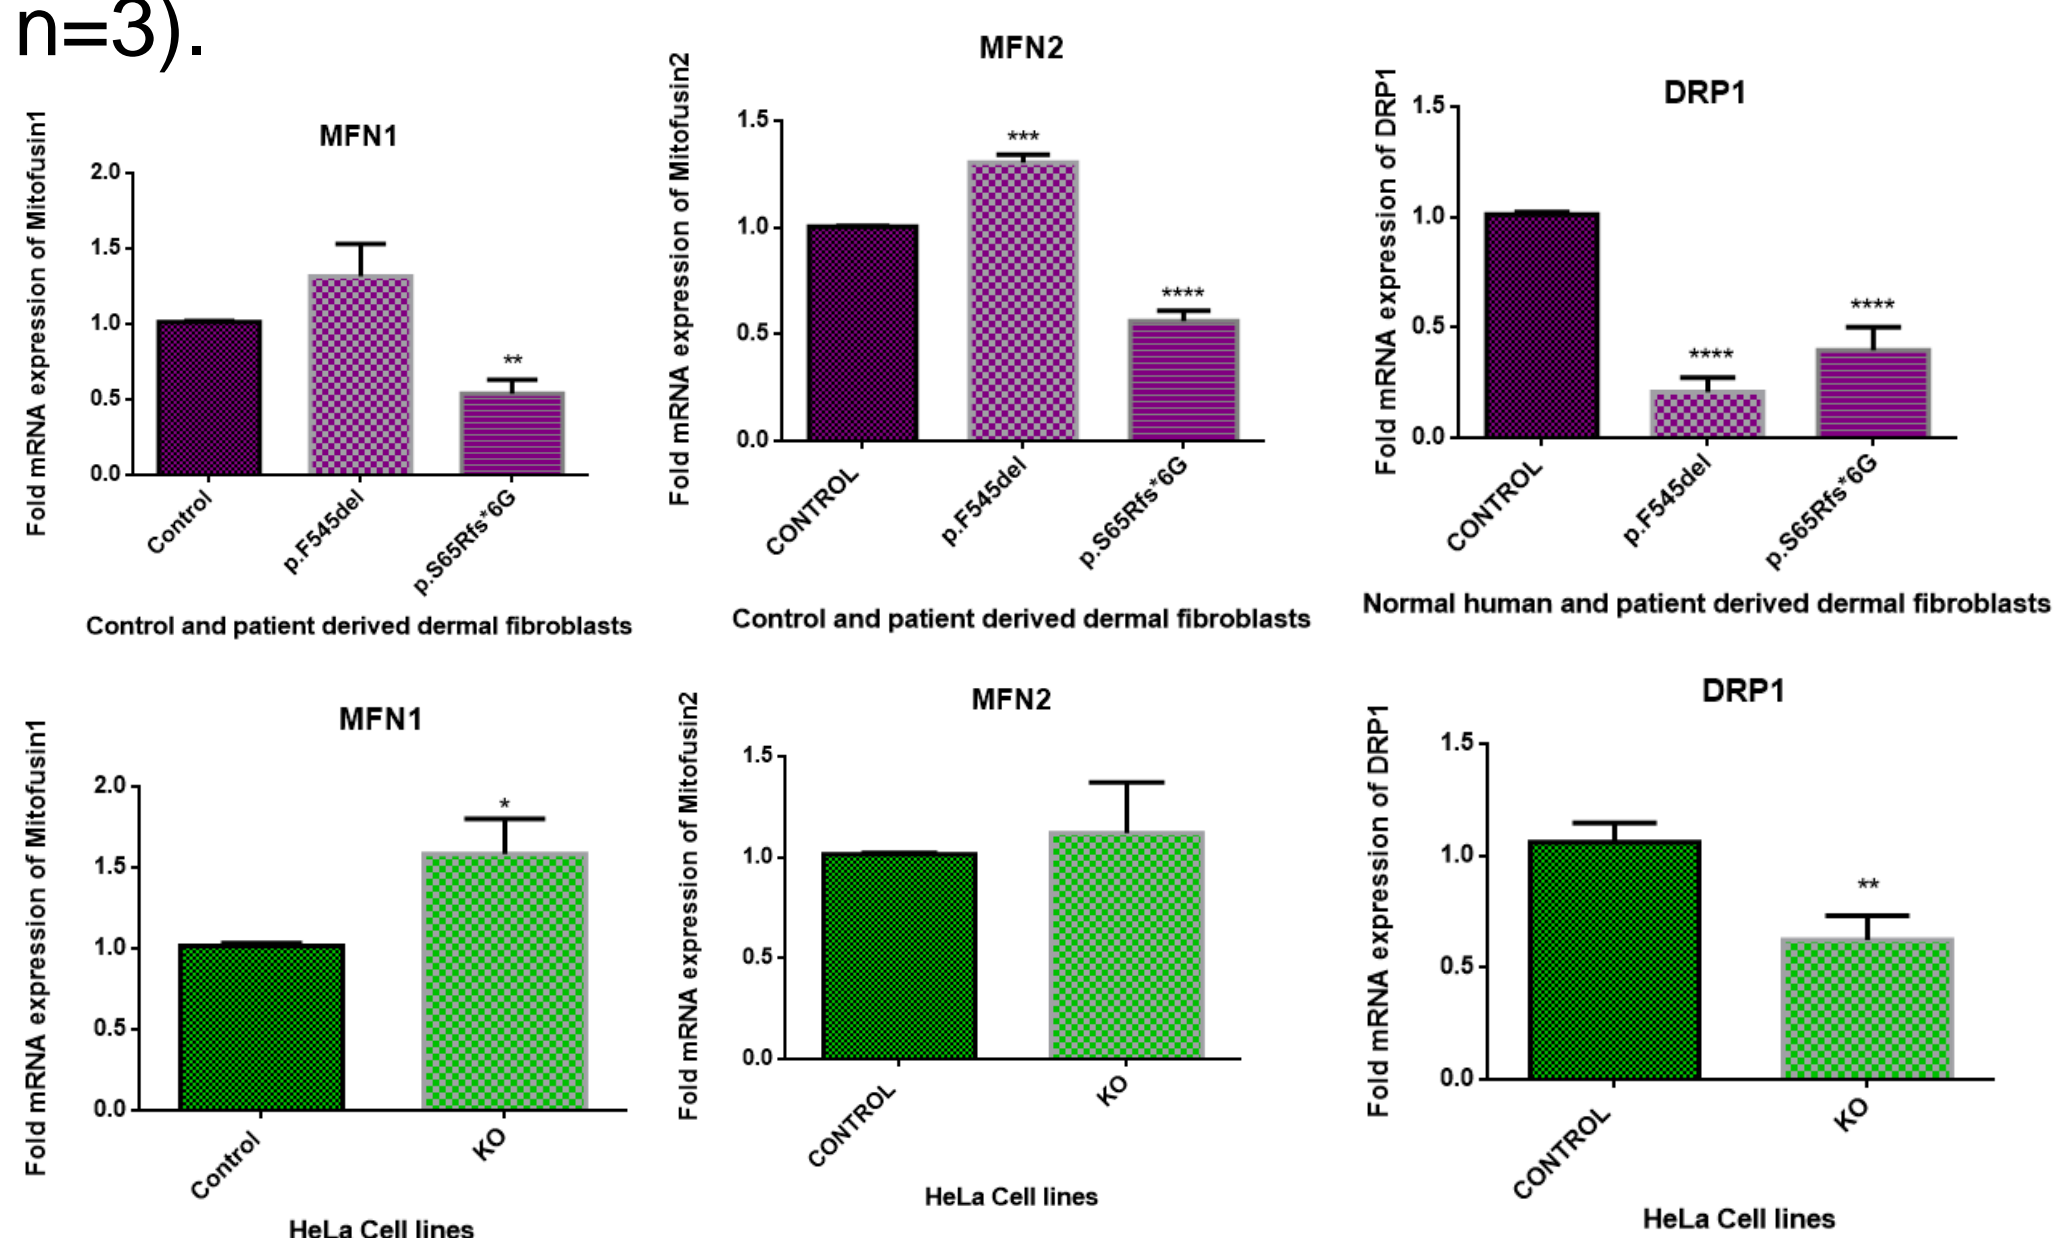 n=3).
MFN1
Fold mRNA expression of Mitofusin1
2.0
1.5
1.0
0.5
0.0
**
Control
p.F545del
p.S65Rfs*6G
Control and patient derived dermal fibroblasts
MFN2
Fold mRNA expression of Mitofusin2
1.5
1.0
0.5
0.0
***
****
CONTROL
p.F545del
p.S65Rfs*6G
Control and patient derived dermal fibroblasts
DRP1
Fold mRNA expression of DRP1
1.5
1.0
0.5
0.0
****
****
CONTROL
p.F545del
p.S65Rfs*6G
Normal human and patient derived dermal fibroblasts
MFN1
Fold mRNA expression of Mitofusin1
2.0
1.5
1.0
0.5
0.0
*
Control
KO
HeLa Cell lines
MFN2
Fold mRNA expression of Mitofusin2
1.5
1.0
0.5
0.0
CONTROL
KO
HeLa Cell lines
DRP1
Fold mRNA expression of DRP1
1.5
1.0
0.5
0.0
**
CONTROL
KO
HeLa Cell lines